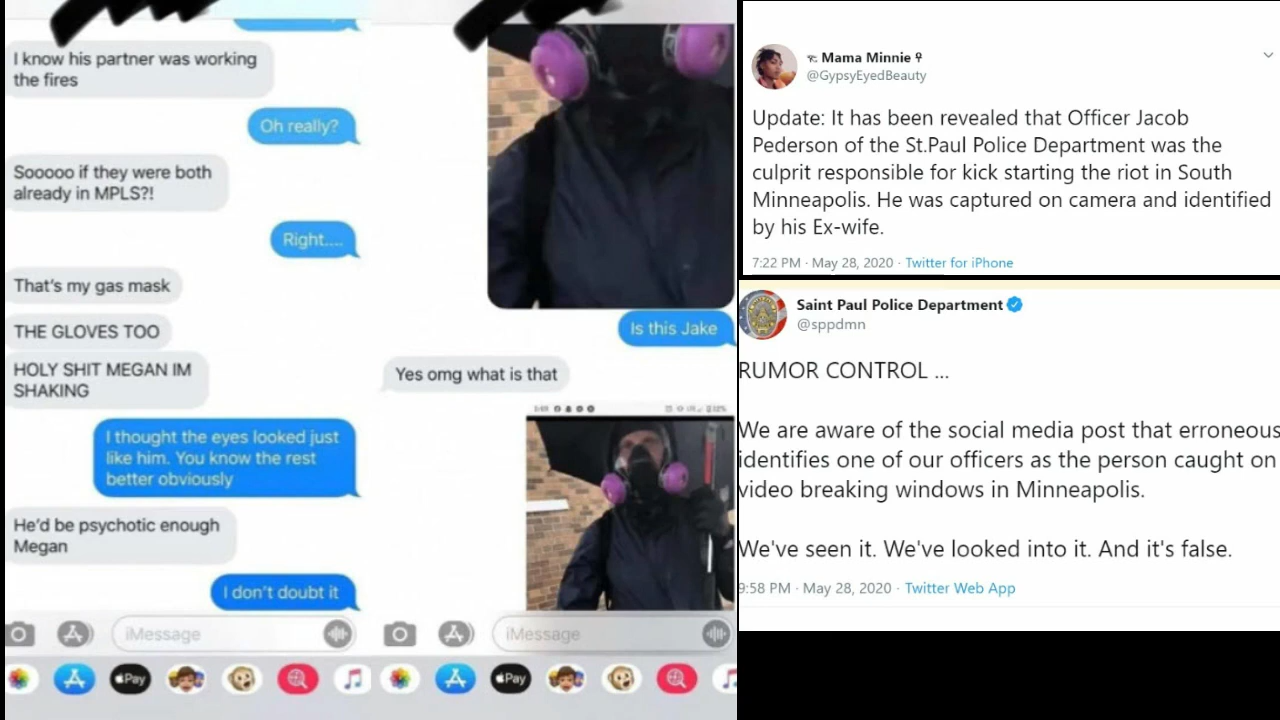 I know his partner was working
the fires
Oh really?
Sooooo if they were both
already in MPLS?!
Right....
That's my gas mask
THE GLOVES TOO
HOLY SHIT MEGAN IM
SHAKING
I thought the eyes looked just
like him. You know the rest
better obviously
He'd be psychotic enough
Megan
I don't doubt it
iMessage
Pay
Is this Jake
Yes omg what is that
iMessage
Pay
Mama Minnie
@GypsyEyedBeauty
Update: It has been revealed that Officer Jacob
Pederson of the St.Paul Police Department was the
culprit responsible for kick starting the riot in South
Minneapolis. He was captured on camera and identified
by his Ex-wife.
7:22 PM · May 28, 2020 · Twitter for iPhone
Saint Paul Police Department
@sppdmn
RUMOR CONTROL ...
We are aware of the social media post that erroneous
identifies one of our officers as the person caught on
video breaking windows in Minneapolis.
We've seen it. We've looked into it. And it's false.
9:58 PM · May 28, 2020 · Twitter Web App